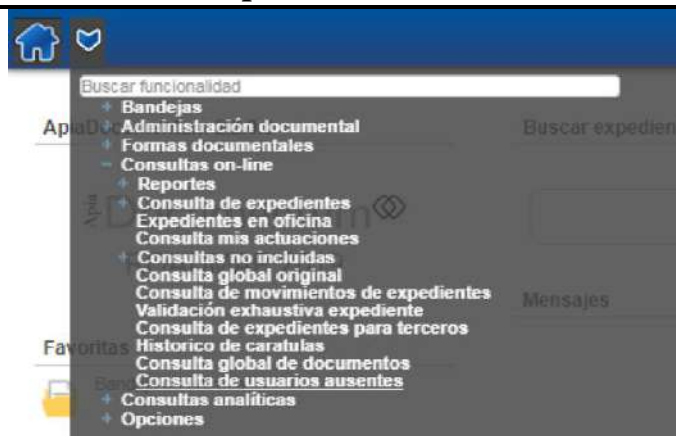 Buscar funcionalidad
+ Bandejas
+ Administración documental
+ Formas documentales
− Consultas on-line
+ Reportes
+ Consulta de expedientes
Expedientes en oficina
Consulta mis actuaciones
+ Consultas no incluidas
Consulta global original
Consulta de movimientos de expedientes
Validación exhaustiva expediente
Consulta de expedientes para terceros
Historico de caratulas
Consulta global de documentos
Consulta de usuarios ausentes
+ Consultas analíticas
+ Opciones
Buscar expedien
Mensajes
Favoritas
Apia